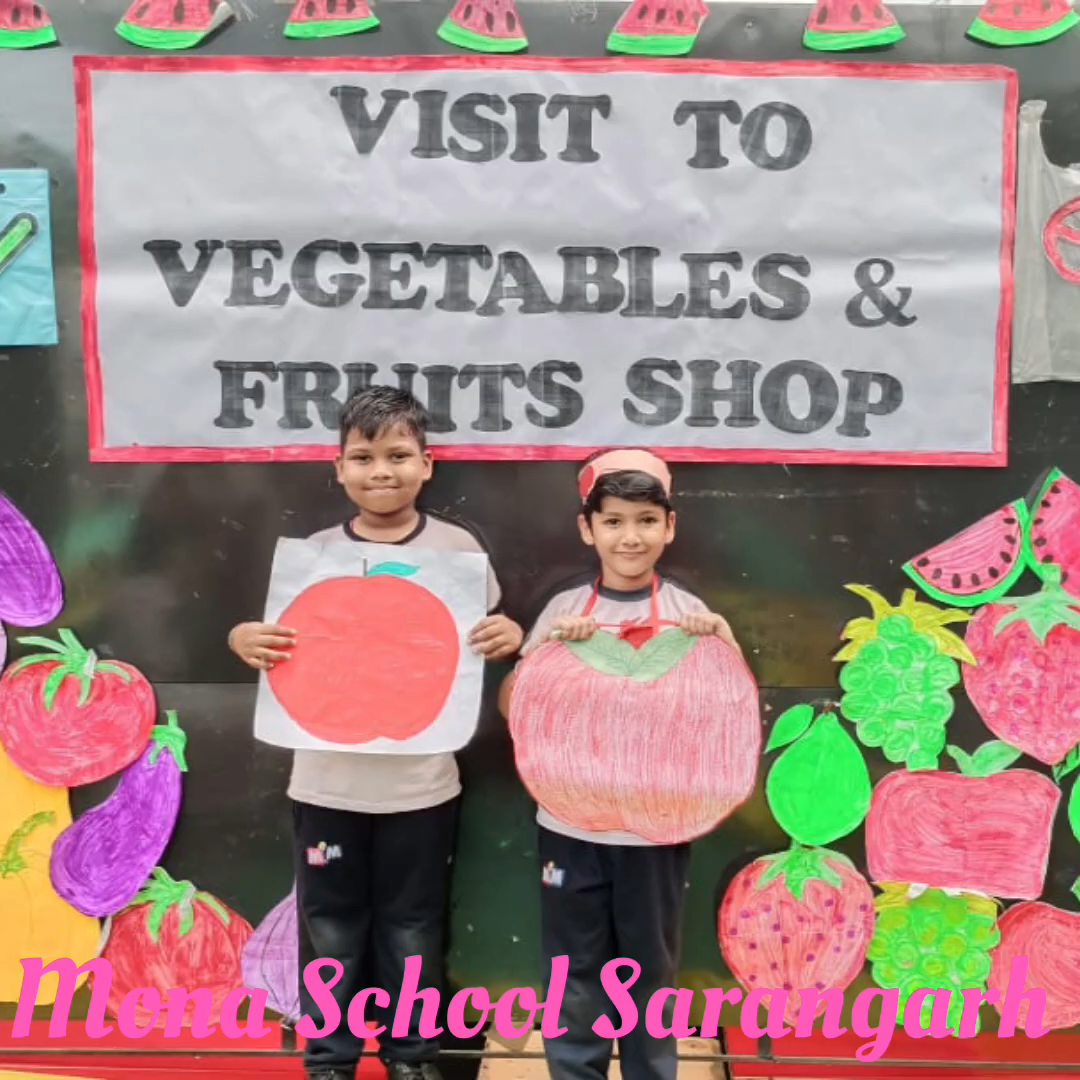 VISIT TO
VEGETABLES &
FRUITS SHOP
Mona School Sarangarh